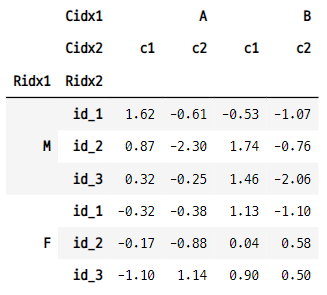 Cidx1 A B
Cidx2 c1 c2 c1 c2
Ridx1 Ridx2
id_1 1.62 -0.61 -0.53 -1.07
M id_2 0.87 -2.30 1.74 -0.76
id_3 0.32 -0.25 1.46 -2.06
id_1 -0.32 -0.38 1.13 -1.10
F id_2 -0.17 -0.88 0.04 0.58
id_3 -1.10 1.14 0.90 0.50